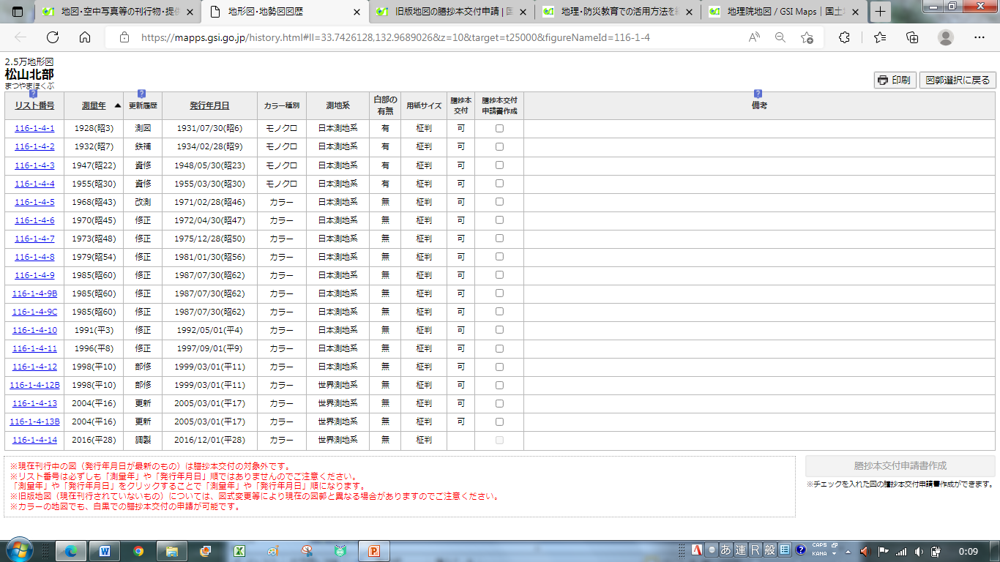 地図・空中写真等の刊行物・提供
地形図・地勢図図歴
旧版地図の謄抄本交付申請 | 国
地理・防災教育での活用方法を
地理院地図 / GSI Maps｜国土
https://mapps.gsi.go.jp/history.html#ll=33.7426128,132.9689026&z=10&target=t25000&figureNameId=116-1-4
2.5万地形図
松山北部
まつやまほくぶ
印刷 図郭選択に戻る
リスト番号 測量年 ▲ 更新履歴 発行年月日 カラー種別 測地系 白部の有無 用紙サイズ 謄抄本交付 謄抄本交付申請書作成 備考
116-1-4-1 1928(昭3) 測図 1931/07/30(昭6) モノクロ 日本測地系 有 柾判 可
116-1-4-2 1932(昭7) 鉄補 1934/02/28(昭9) モノクロ 日本測地系 有 柾判 可
116-1-4-3 1947(昭22) 資修 1948/05/30(昭23) モノクロ 日本測地系 有 柾判 可
116-1-4-4 1955(昭30) 資修 1955/03/30(昭30) モノクロ 日本測地系 有 柾判 可
116-1-4-5 1968(昭43) 改測 1971/02/28(昭46) カラー 日本測地系 無 柾判 可
116-1-4-6 1970(昭45) 修正 1972/04/30(昭47) カラー 日本測地系 無 柾判 可
116-1-4-7 1973(昭48) 修正 1975/12/28(昭50) カラー 日本測地系 無 柾判 可
116-1-4-8 1979(昭54) 修正 1981/01/30(昭56) カラー 日本測地系 無 柾判 可
116-1-4-9 1985(昭60) 修正 1987/07/30(昭62) カラー 日本測地系 無 柾判 可
116-1-4-9B 1985(昭60) 修正 1987/07/30(昭62) カラー 日本測地系 無 柾判 可
116-1-4-9C 1985(昭60) 修正 1987/07/30(昭62) カラー 日本測地系 無 柾判 可
116-1-4-10 1991(平3) 修正 1992/05/01(平4) カラー 日本測地系 無 柾判 可
116-1-4-11 1996(平8) 修正 1997/09/01(平9) カラー 日本測地系 無 柾判 可
116-1-4-12 1998(平10) 部修 1999/03/01(平11) カラー 日本測地系 無 柾判 可
116-1-4-12B 1998(平10) 部修 1999/03/01(平11) カラー 世界測地系 無 柾判 可
116-1-4-13 2004(平16) 更新 2005/03/01(平17) カラー 世界測地系 無 柾判 可
116-1-4-13B 2004(平16) 更新 2005/03/01(平17) カラー 世界測地系 無 柾判 可
116-1-4-14 2016(平28) 調製 2016/12/01(平28) カラー 世界測地系 無 柾判
※現在刊行中の図（発行年月日が最新のもの）は謄抄本交付の対象外です。
※リスト番号は必ずしも「測量年」や「発行年月日」順ではありませんのでご注意ください。
「測量年」や「発行年月日」をクリックすることで「測量年」や「発行年月日」順になります。
※旧版地図（現在刊行されていないもの）については、図式変更等により現在の図郭と異なる場合がありますのでご注意ください。
※カラーの地図でも、白黒での謄抄本交付の申請が可能です。
謄抄本交付申請書作成
※チェックを入れた図の謄抄本交付申請書作成ができます。
A あ 連 R 般 CAPS KANA 0:09